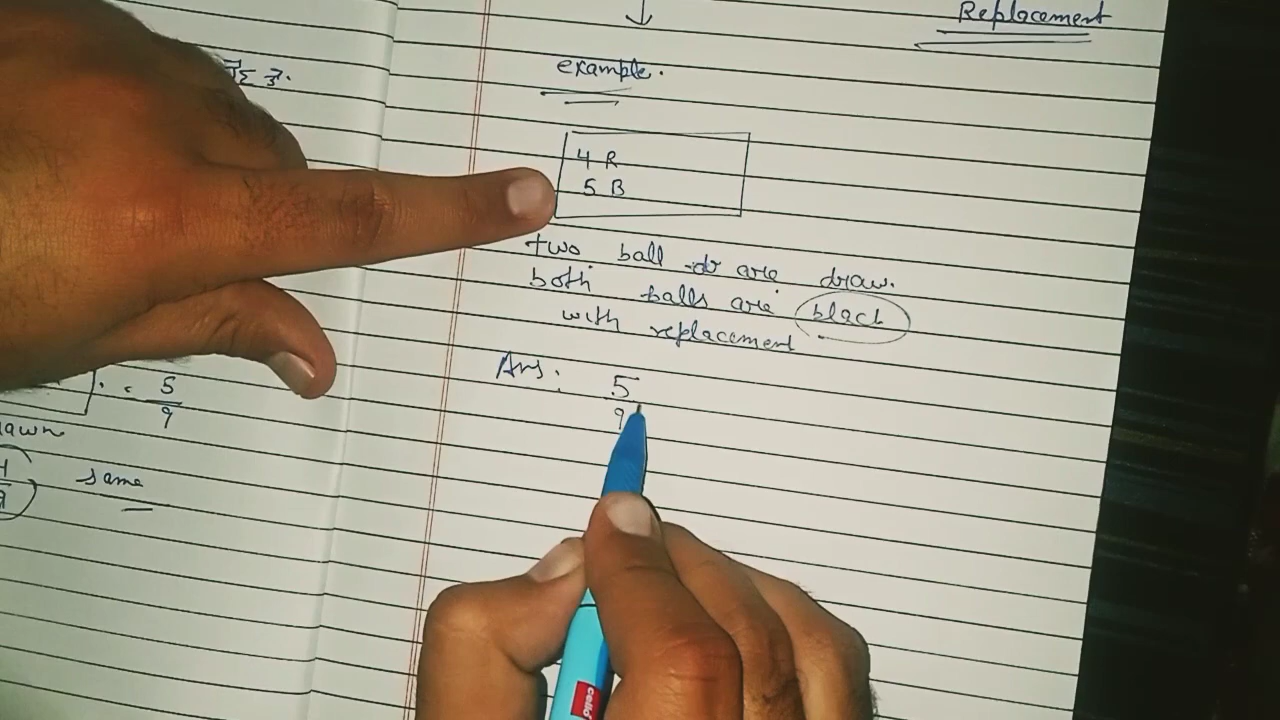 Replacement
example.
4 R
5 B
two ball are draw.
both balls are black
with replacement
Ans: 5
9
= 5
9
same
cello